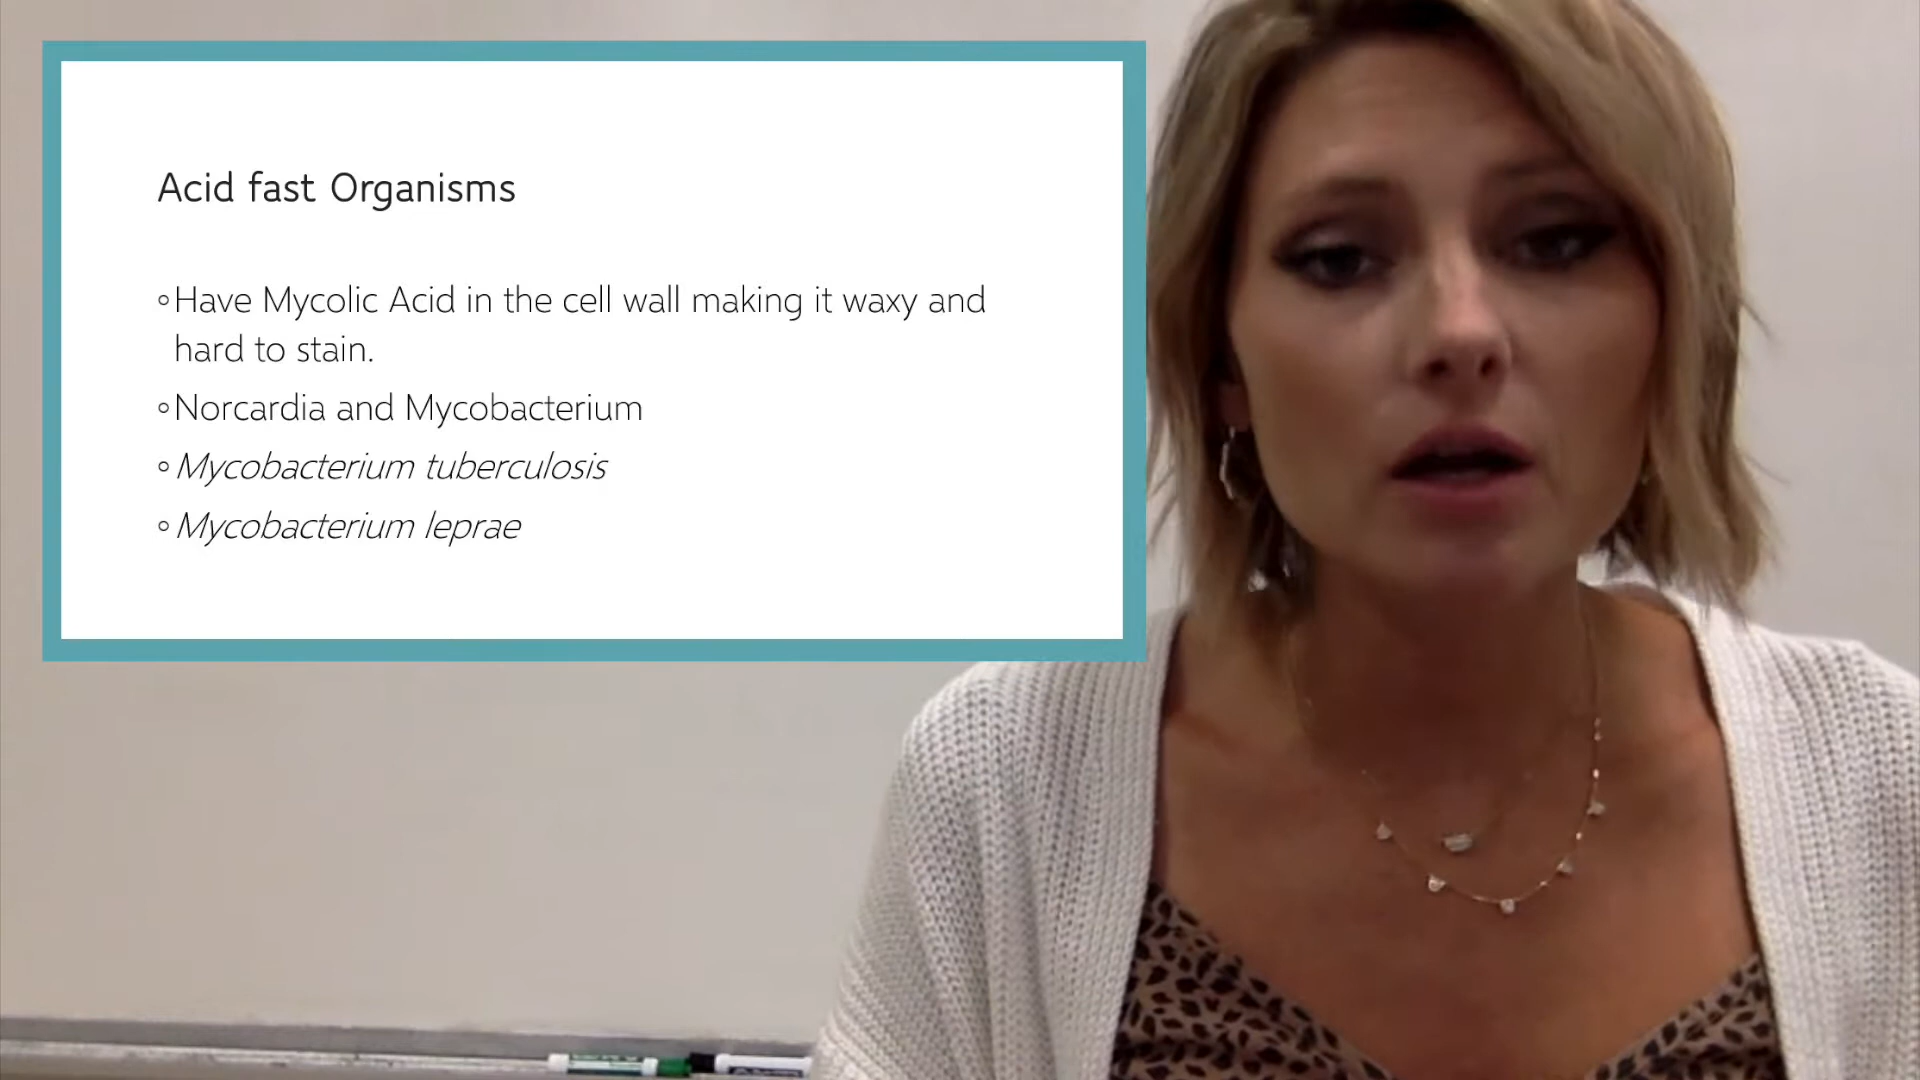 Acid fast Organisms
Have Mycolic Acid in the cell wall making it waxy and
hard to stain.
Norcardia and Mycobacterium
Mycobacterium tuberculosis
Mycobacterium leprae